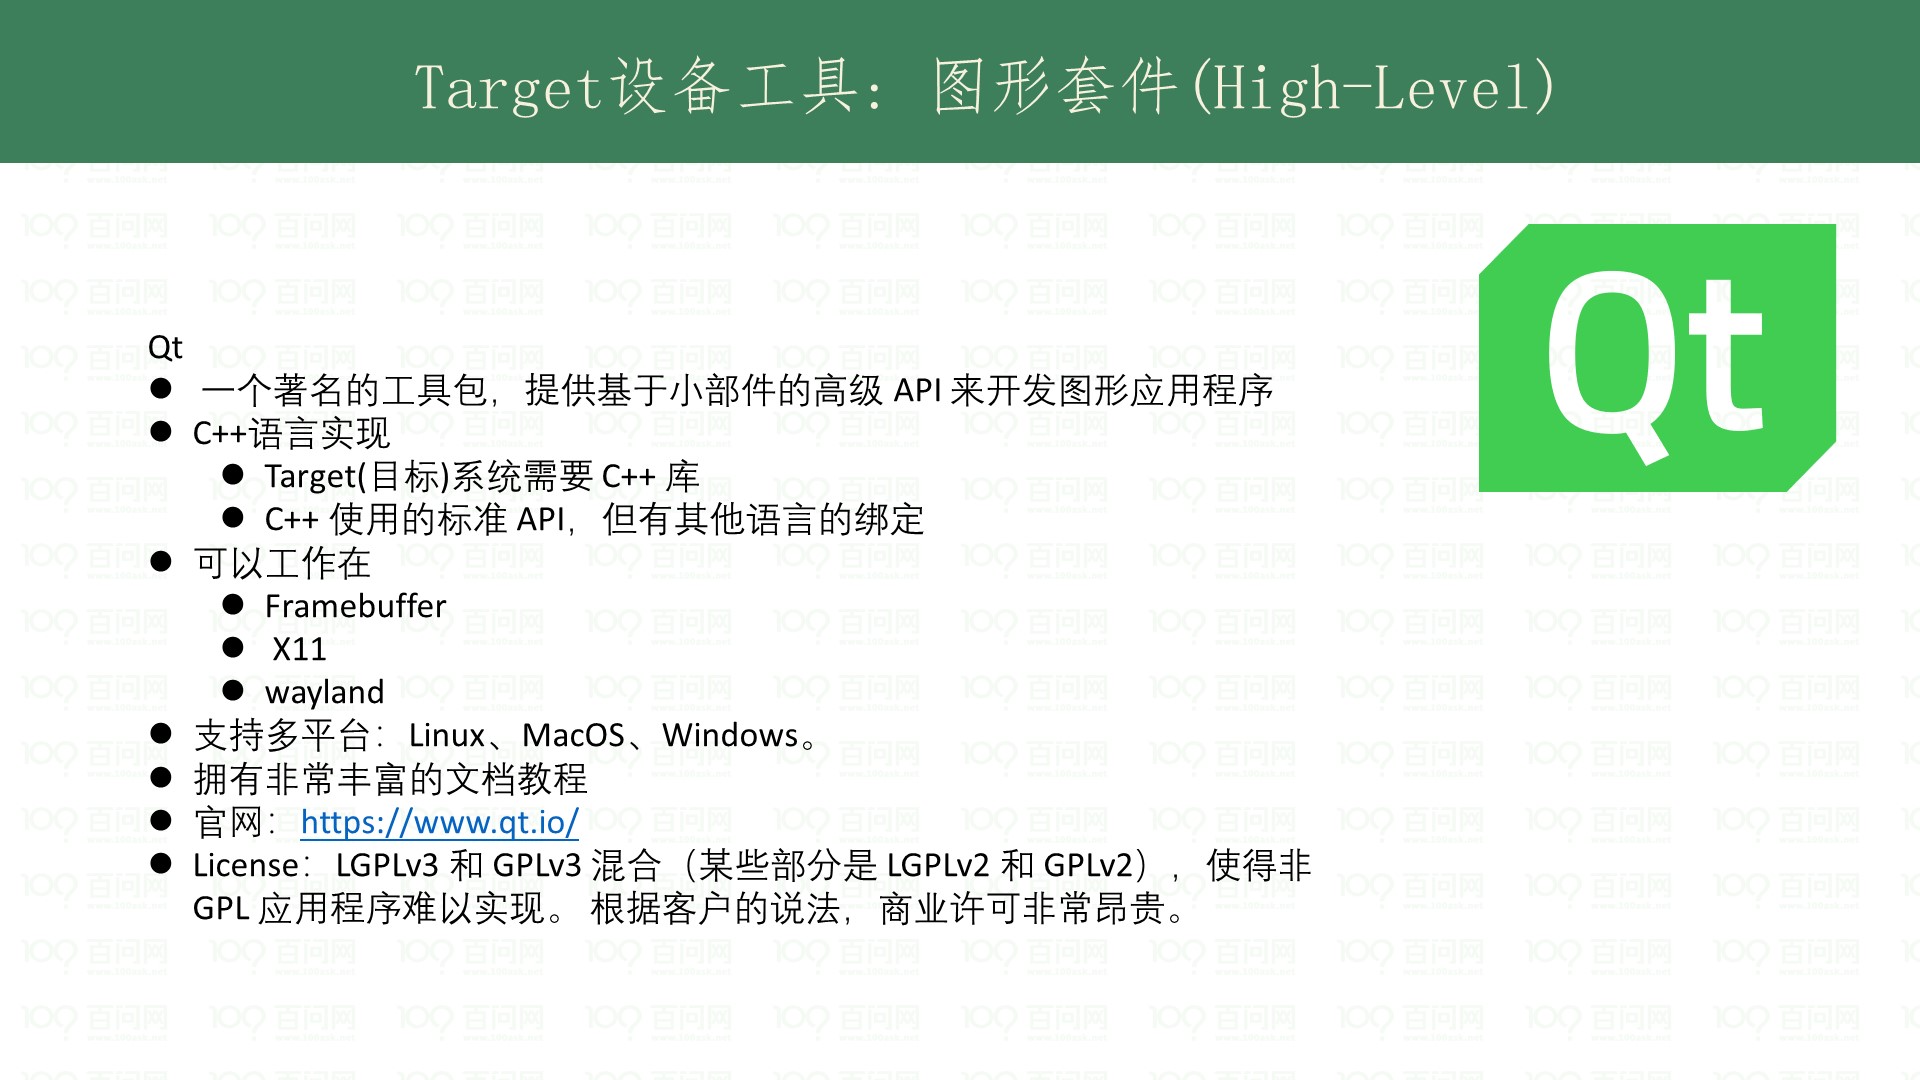 Target设备工具：图形套件(High-Level)
Qt
Qt
● 一个著名的工具包，提供基于小部件的高级 API 来开发图形应用程序
● C++语言实现
● Target(目标)系统需要 C++ 库
● C++ 使用的标准 API，但有其他语言的绑定
● 可以工作在
● Framebuffer
● X11
● wayland
● 支持多平台：Linux、MacOS、Windows。
● 拥有非常丰富的文档教程
● 官网：https://www.qt.io/
● License：LGPLv3 和 GPLv3 混合（某些部分是 LGPLv2 和 GPLv2），使得非
GPL 应用程序难以实现。 根据客户的说法，商业许可非常昂贵。
百问网
www.100ask.net